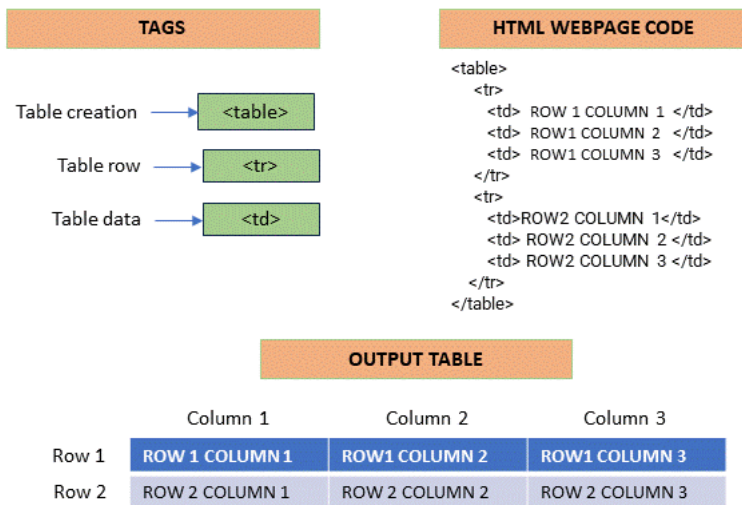 TAGS
Table creation <table>
Table row <tr>
Table data <td>
HTML WEBPAGE CODE
<table>
<tr>
<td> ROW 1 COLUMN 1 </td>
<td> ROW1 COLUMN 2 </td>
<td> ROW1 COLUMN 3 </td>
</tr>
<tr>
<td>ROW2 COLUMN 1</td>
<td> ROW2 COLUMN 2 </td>
<td> ROW2 COLUMN 3 </td>
</tr>
</table>
OUTPUT TABLE
Column 1 Column 2 Column 3
Row 1 ROW 1 COLUMN 1 ROW1 COLUMN 2 ROW1 COLUMN 3
Row 2 ROW 2 COLUMN 1 ROW 2 COLUMN 2 ROW 2 COLUMN 3